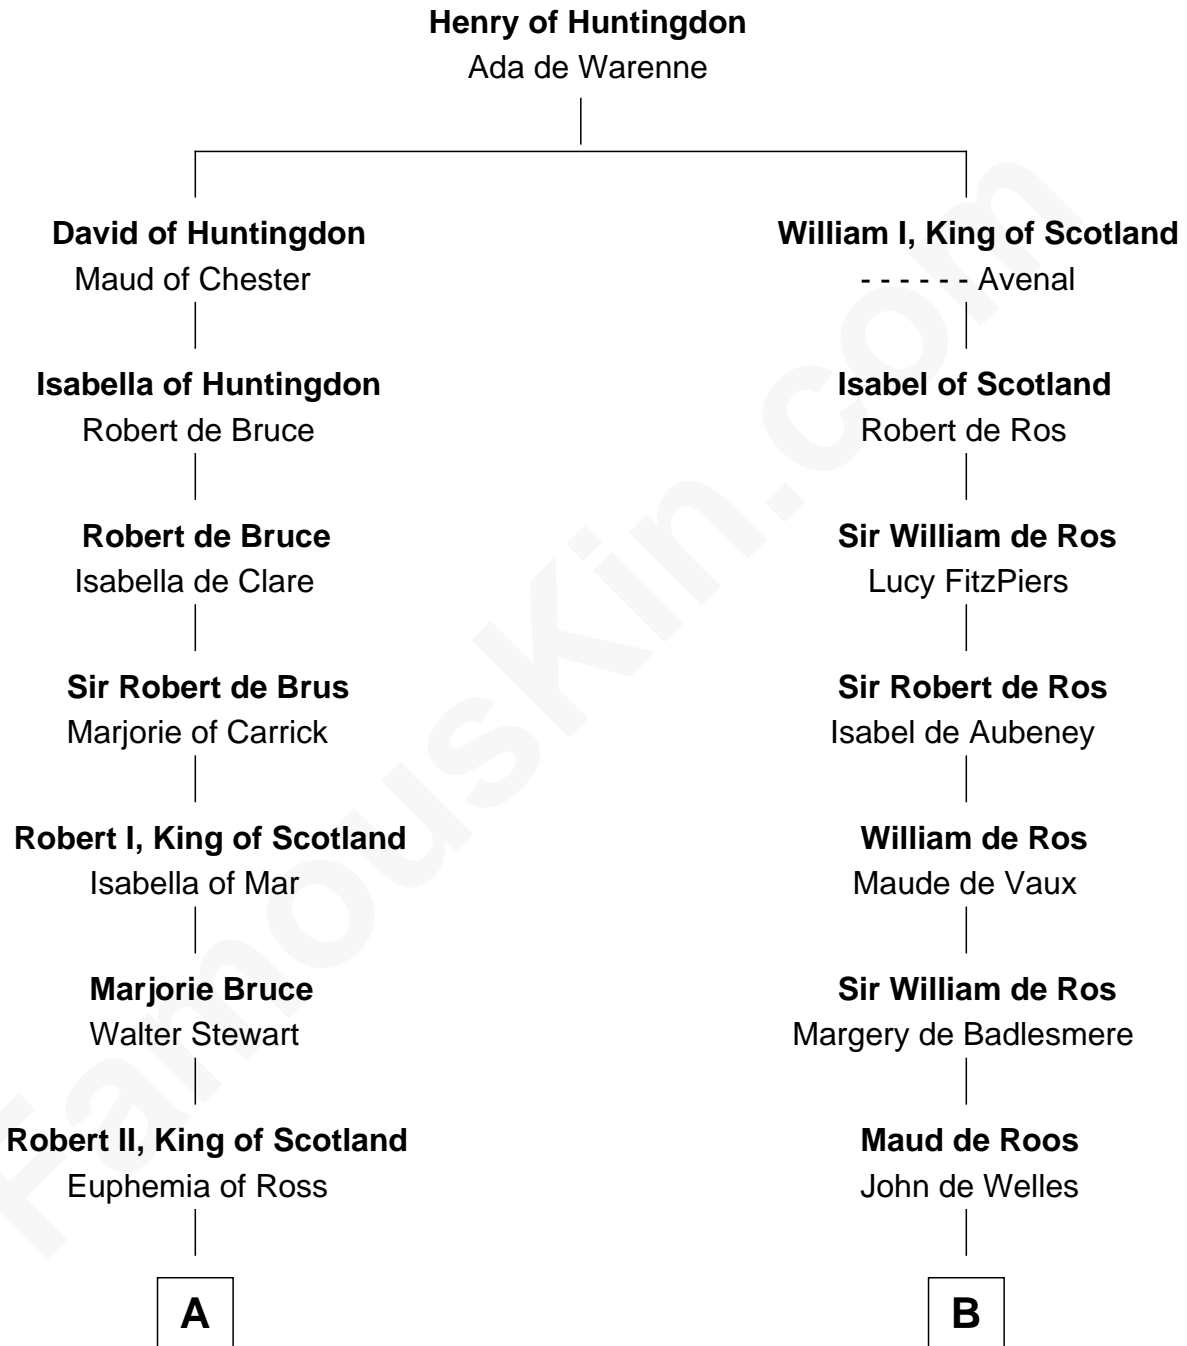 Henry of Huntingdon
Ada de Warenne
David of Huntingdon
Maud of Chester
Isabella of Huntingdon
Robert de Bruce
Robert de Bruce
Isabella de Clare
Sir Robert de Brus
Marjorie of Carrick
Robert I, King of Scotland
Isabella of Mar
Marjorie Bruce
Walter Stewart
Robert II, King of Scotland
Euphemia of Ross
A
William I, King of Scotland
- - - - - - Avenal
Isabel of Scotland
Robert de Ros
Sir William de Ros
Lucy FitzPiers
Sir Robert de Ros
Isabel de Aubeney
William de Ros
Maude de Vaux
Sir William de Ros
Margery de Badlesmere
Maud de Roos
John de Welles
B
FamousKin.com